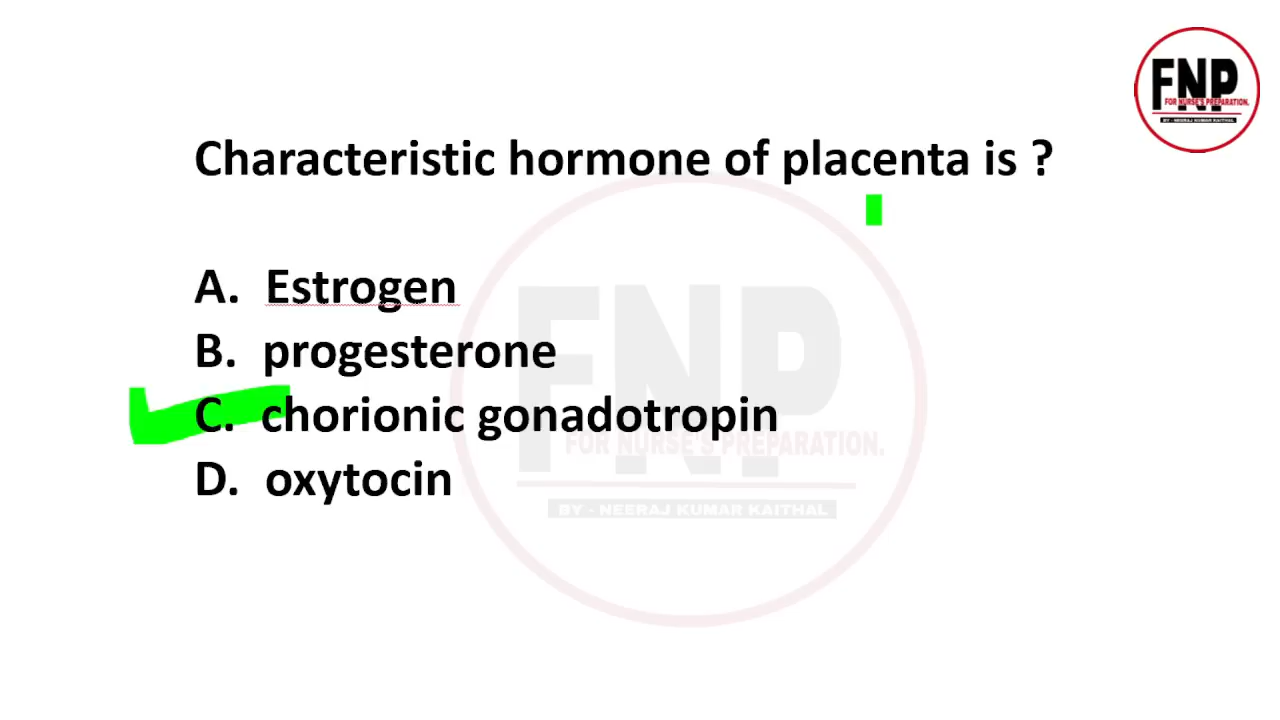 FNP
FOR NURSE'S PREPARATION.
BY - NEERAJ KUMAR KAITHAL
Characteristic hormone of placenta is ?
A. Estrogen
B. progesterone
C. chorionic gonadotropin
D. oxytocin
FNP
FOR NURSE'S PREPARATION.
BY - NEERAJ KUMAR KAITHAL